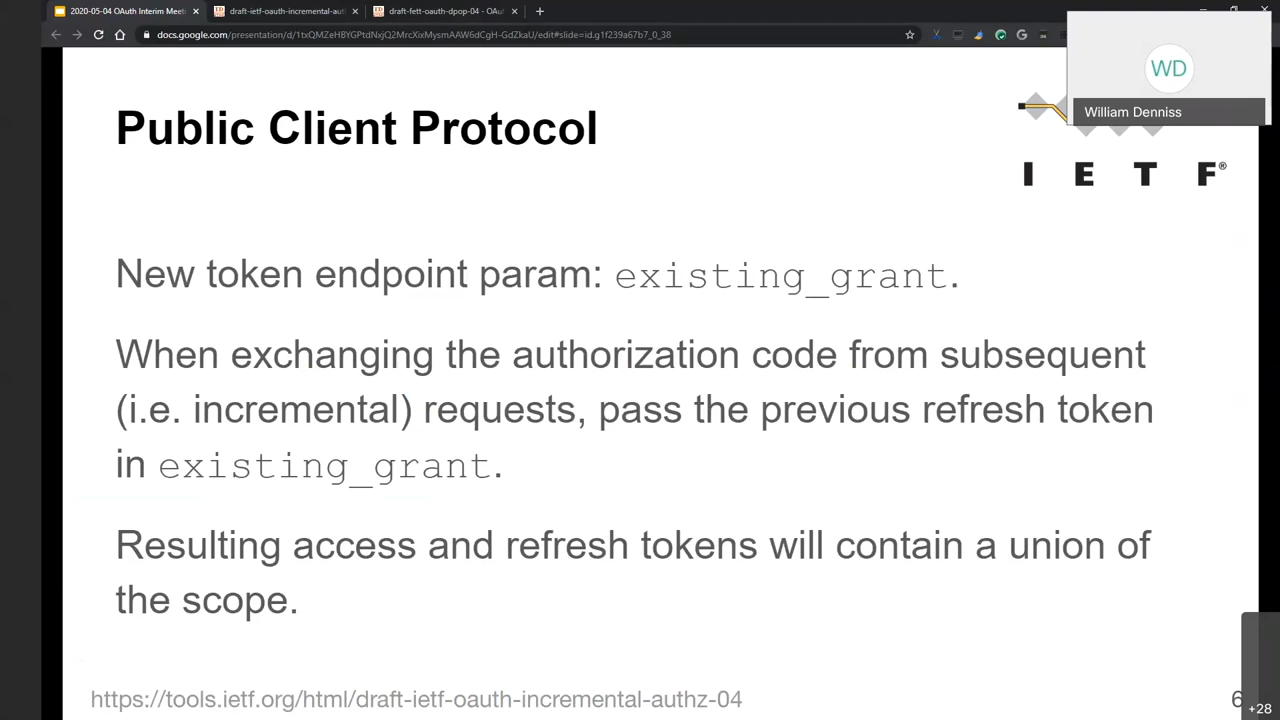 2020-05-04 OAuth Interim Meeti
draft-ietf-oauth-incremental-aut
draft-fett-oauth-dpop-04 - OAu
docs.google.com/presentation/d/1txQMZeHBYGPtdNxjQ2MrcXixMysmAAW6dCgH-GdZkaU/edit#slide=id.g1f239a67b7_0_38
WD
William Denniss
Public Client Protocol
I E T F®
New token endpoint param: existing_grant.
When exchanging the authorization code from subsequent
(i.e. incremental) requests, pass the previous refresh token
in existing_grant.
Resulting access and refresh tokens will contain a union of
the scope.
https://tools.ietf.org/html/draft-ietf-oauth-incremental-authz-04
6
+28